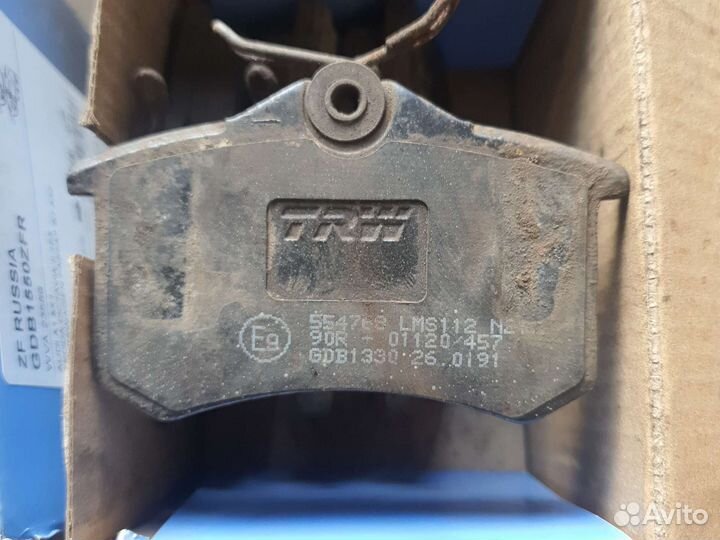 TRW
554768 LMS112 N
E9 90R - 01120/457
GDB1330 26 0191
ZF RUSSIA
GDB1550ZFR
Avito